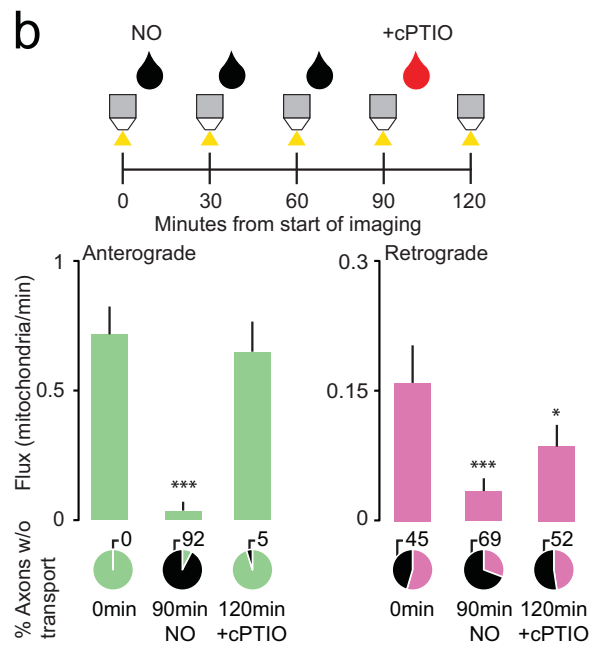 b
NO +cPTIO
0 30 60 90 120
Minutes from start of imaging
Anterograde
Flux (mitochondria/min)
1
0.5
0
***
% Axons w/o
transport
0 92 5
0min 90min 120min
NO +cPTIO
Retrograde
0.3
0.15
0
***
*
45 69 52
0min 90min 120min
NO +cPTIO